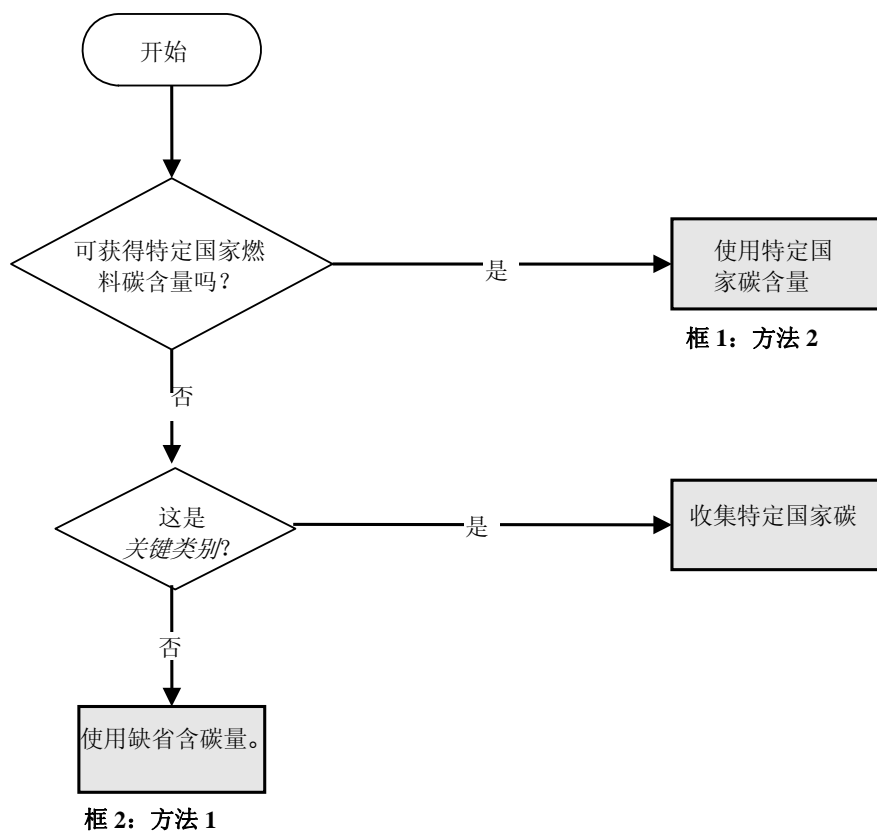 开始
可获得特定国家燃
料碳含量吗？
是
使用特定国
家碳含量
框 1：方法 2
否
这是
关键类别？
是
收集特定国家碳
否
使用缺省含碳量。
框 2：方法 1